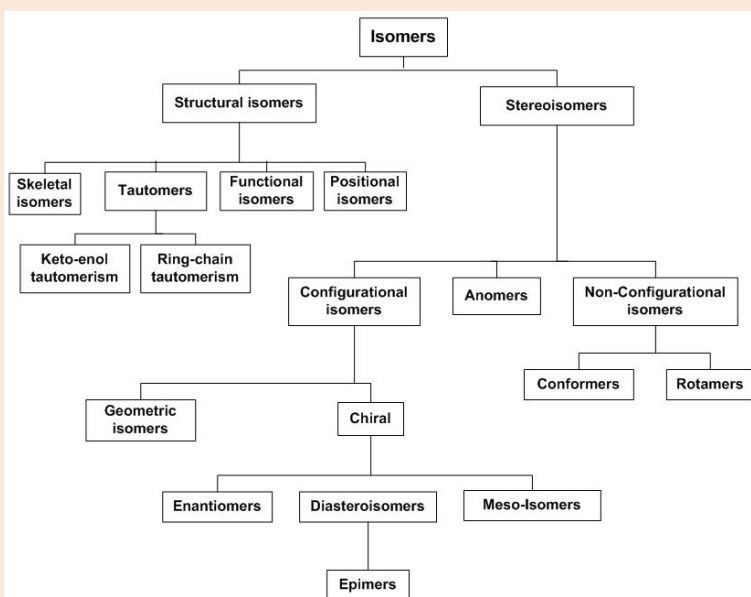 Isomers
Structural isomers
Stereoisomers
Skeletal
isomers
Tautomers
Functional
isomers
Positional
isomers
Keto-enol
tautomerism
Ring-chain
tautomerism
Configurational
isomers
Anomers
Non-Configurational
isomers
Conformers
Rotamers
Geometric
isomers
Chiral
Enantiomers
Diasteroisomers
Meso-Isomers
Epimers